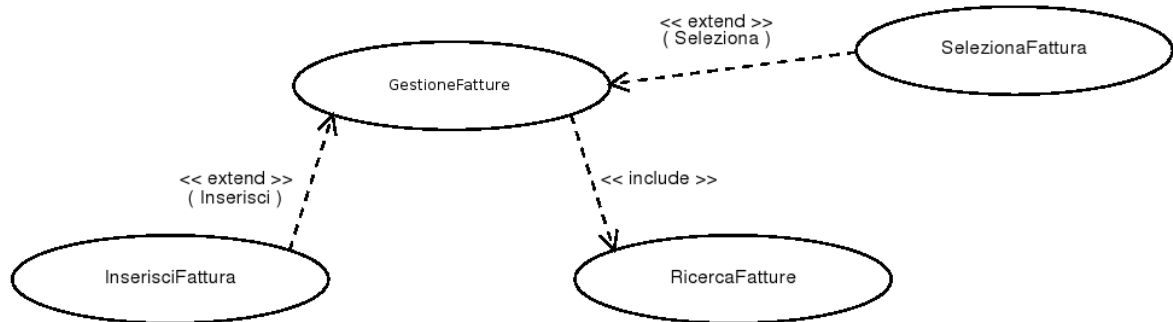 << extend >>
( Seleziona )
SelezionaFattura
GestioneFatture
<< extend >>
( Inserisci )
<< include >>
InserisciFattura
RicercaFatture